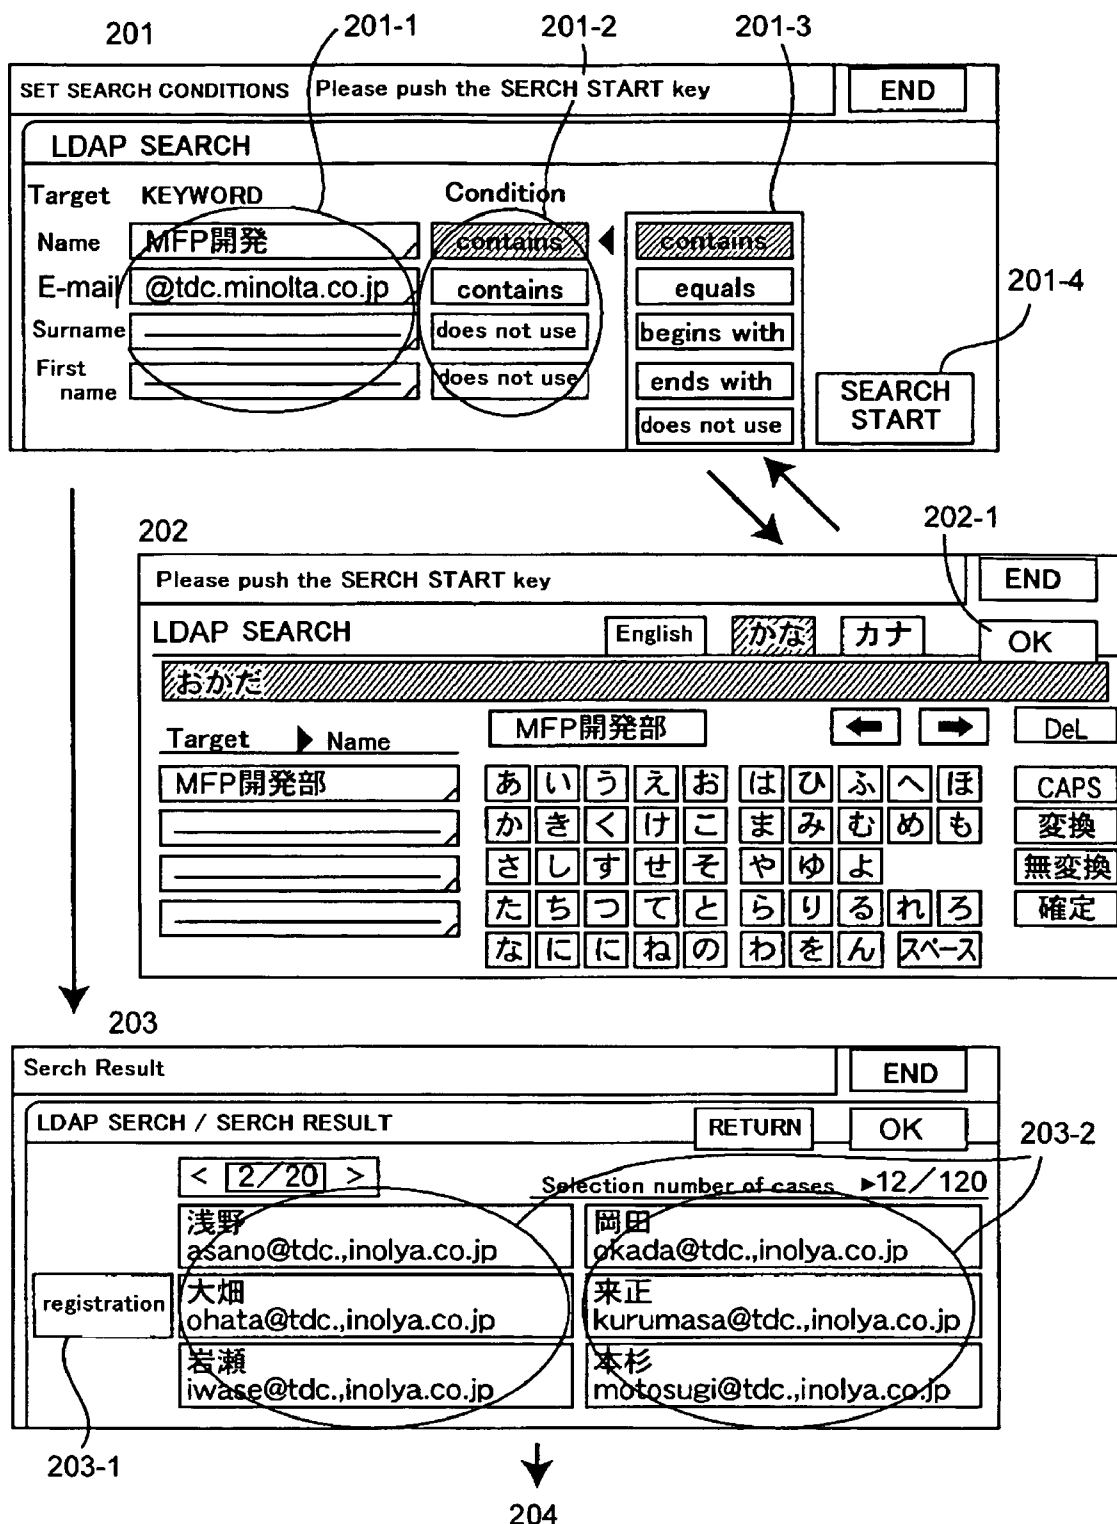 201
201-1
201-2
201-3
SET SEARCH CONDITIONS Please push the SERCH START key
END
LDAP SEARCH
Target KEYWORD Condition
Name MFP開発 contains ◀ contains
E-mail @tdc.minolta.co.jp contains equals
201-4
Surname does not use begins with
First name does not use ends with
does not use
SEARCH START
202
202-1
Please push the SERCH START key
END
LDAP SEARCH English かな カナ OK
おかだ
Target ▶ Name MFP開発部 ← → DeL
MFP開発部 あ い う え お は ひ ふ へ ほ CAPS
か き く け こ ま み む め も 変換
さ し す せ そ や ゆ よ 無変換
た ち つ て と ら り る れ ろ 確定
な に に ね の わ を ん スペース
203
Serch Result
END
LDAP SERCH / SERCH RESULT RETURN OK
203-2
< 2/20 > Selection number of cases ▶12/120
浅野 岡田
asano@tdc.,inolya.co.jp okada@tdc.,inolya.co.jp
registration
大畑 来正
ohata@tdc.,inolya.co.jp kurumasa@tdc.,inolya.co.jp
岩瀬 本杉
iwase@tdc.,inolya.co.jp motosugi@tdc.,inolya.co.jp
203-1
204